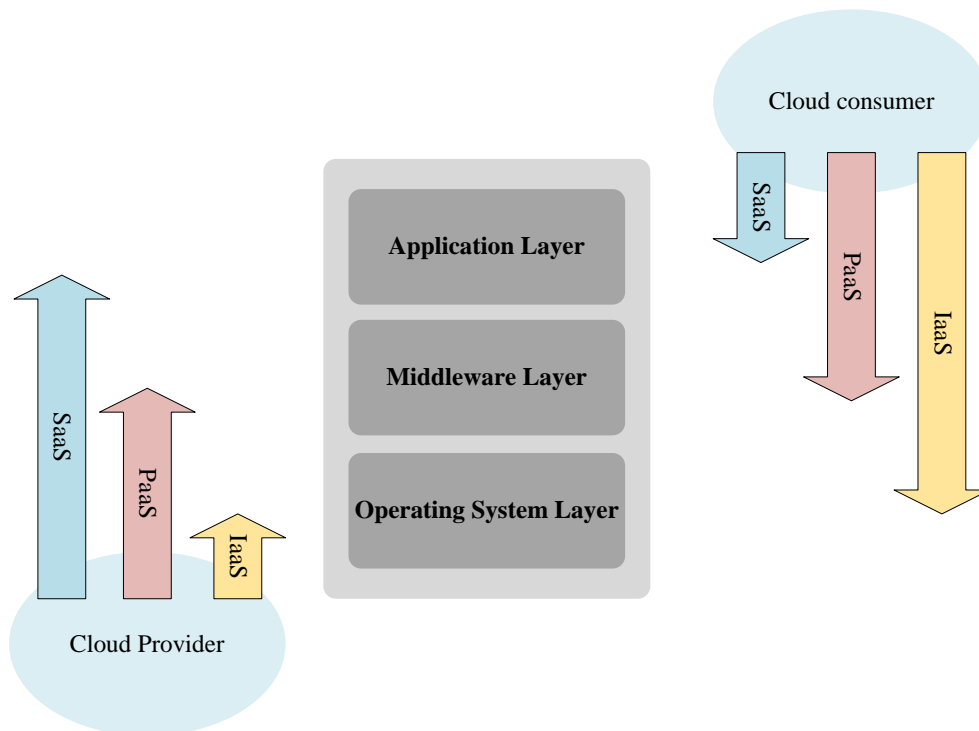 Cloud consumer
SaaS
PaaS
IaaS
Application Layer
Middleware Layer
Operating System Layer
SaaS
PaaS
IaaS
Cloud Provider